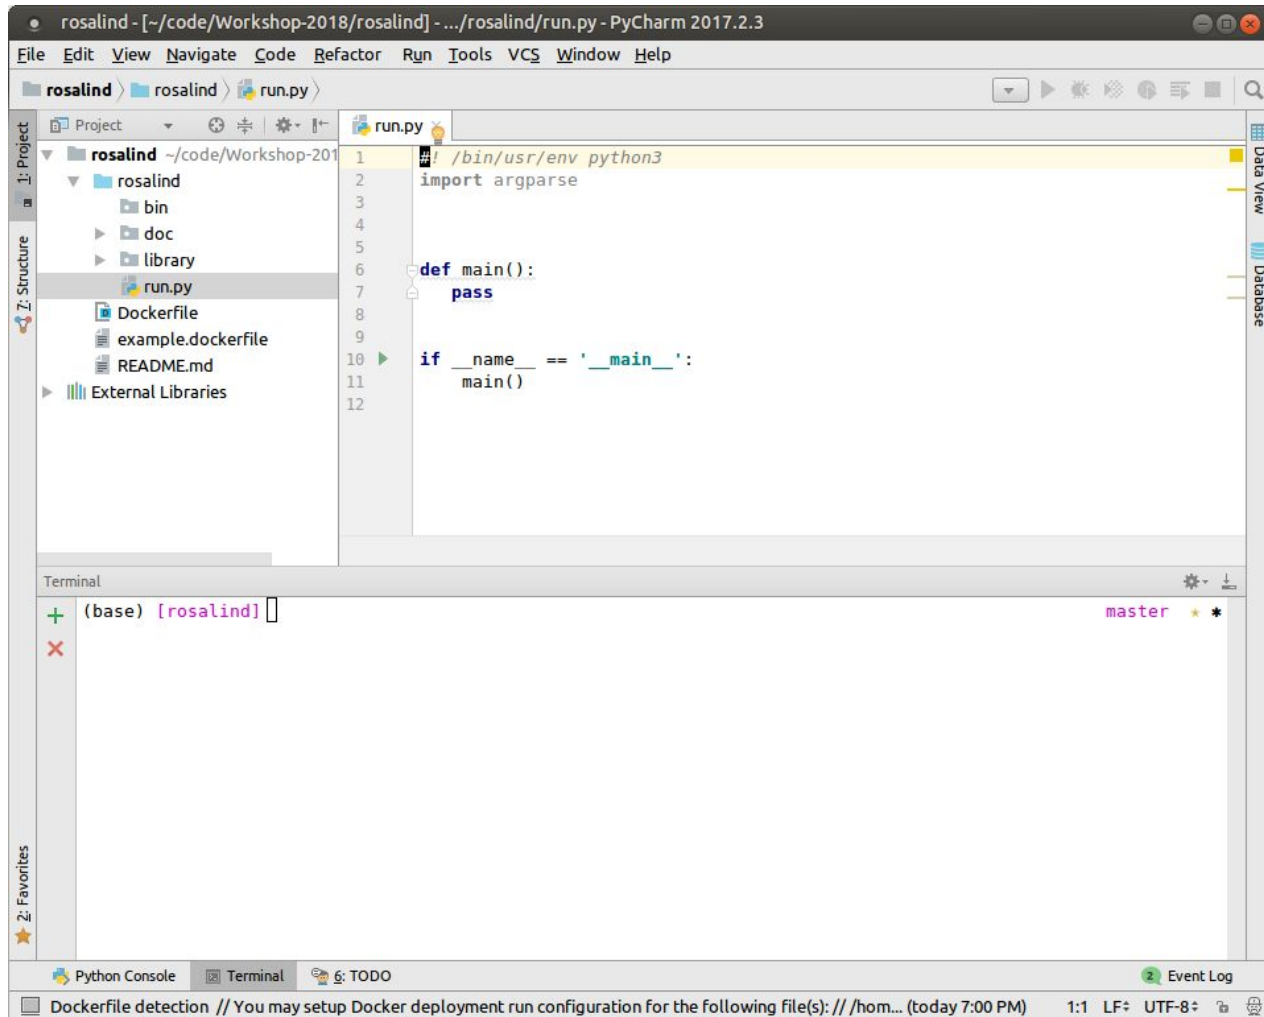 rosalind - [~/code/Workshop-2018/rosalind] - .../rosalind/run.py - PyCharm 2017.2.3
File Edit View Navigate Code Refactor Run Tools VCS Window Help
rosalind rosalind run.py
1: Project
7: Structure
2: Favorites
Project
rosalind ~/code/Workshop-201
rosalind
bin
doc
library
run.py
Dockerfile
example.dockerfile
README.md
External Libraries
run.py
1 #! /bin/usr/env python3
2 import argparse
3
4
5
6 def main():
7 pass
8
9
10 if __name__ == '__main__':
11 main()
12
Data View
Database
Terminal
(base) [rosalind] master ★ ✱
Python Console Terminal 6: TODO 2 Event Log
Dockerfile detection // You may setup Docker deployment run configuration for the following file(s): // /hom... (today 7:00 PM) 1:1 LF UTF-8